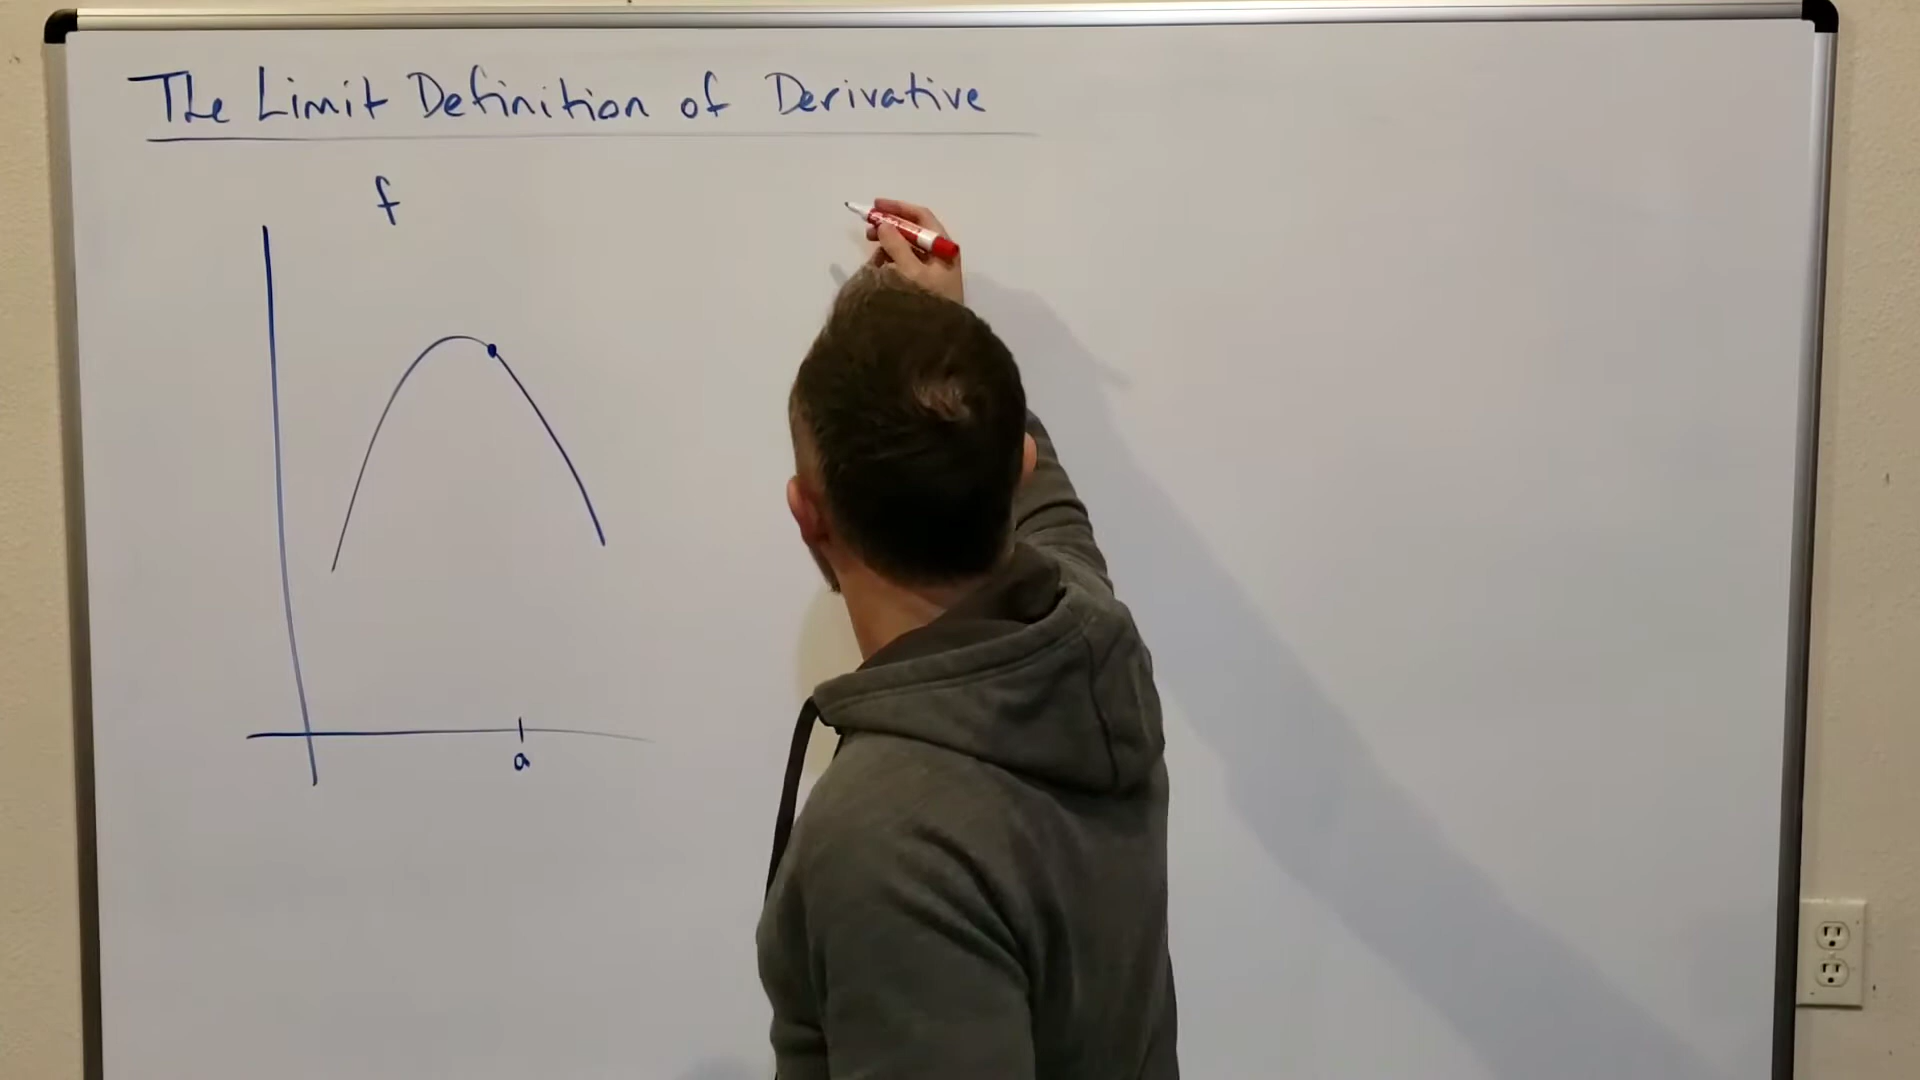 The Limit Definition of Derivative
f
a